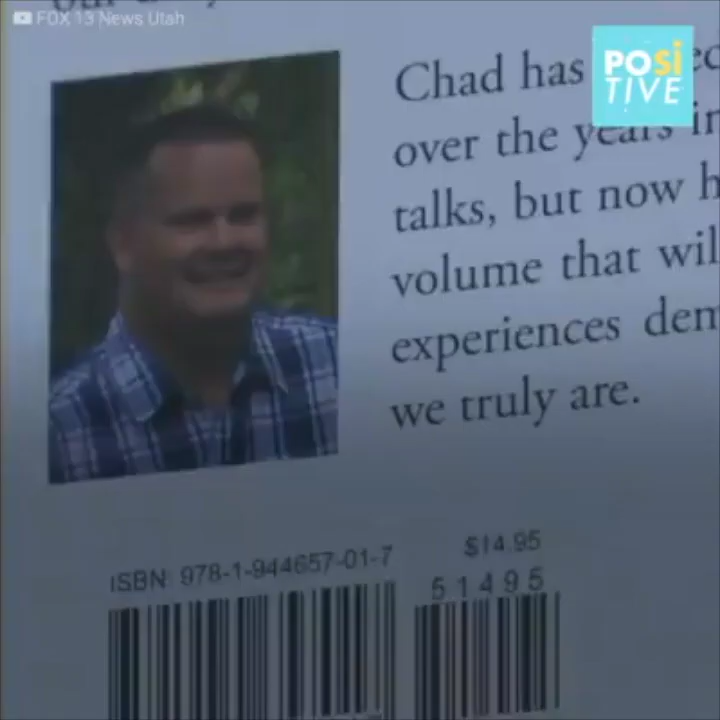 FOX 13 News Utah
POSiTIVE
Chad has
over the years in
talks, but now h
volume that wil
experiences dem
we truly are.
ISBN: 978-1-944657-01-7
$14.95
51495